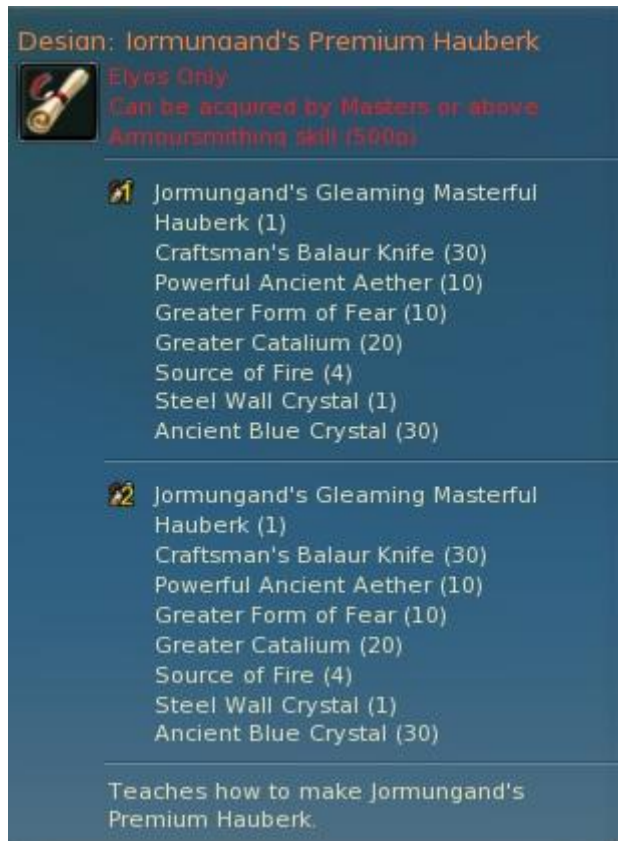 Design: Jormungand's Premium Hauberk
Elyos Only
Can be acquired by Masters or above
Armoursmithing skill (500p)
1 Jormungand's Gleaming Masterful
Hauberk (1)
Craftsman's Balaur Knife (30)
Powerful Ancient Aether (10)
Greater Form of Fear (10)
Greater Catalium (20)
Source of Fire (4)
Steel Wall Crystal (1)
Ancient Blue Crystal (30)
2 Jormungand's Gleaming Masterful
Hauberk (1)
Craftsman's Balaur Knife (30)
Powerful Ancient Aether (10)
Greater Form of Fear (10)
Greater Catalium (20)
Source of Fire (4)
Steel Wall Crystal (1)
Ancient Blue Crystal (30)
Teaches how to make Jormungand's
Premium Hauberk.